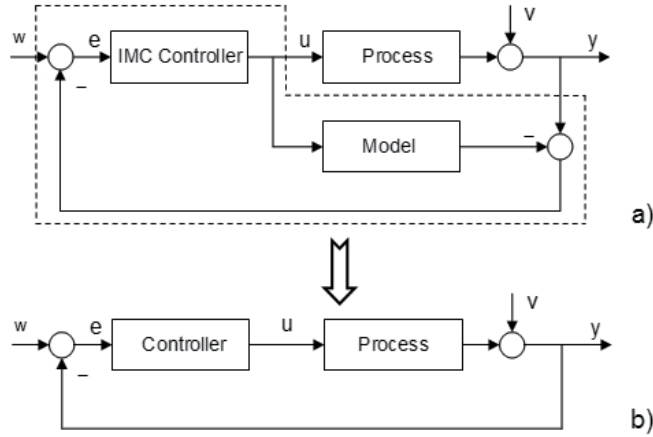 v
w e IMC Controller u Process y
–
– Model
a)
v
w e Controller u Process y
–
b)